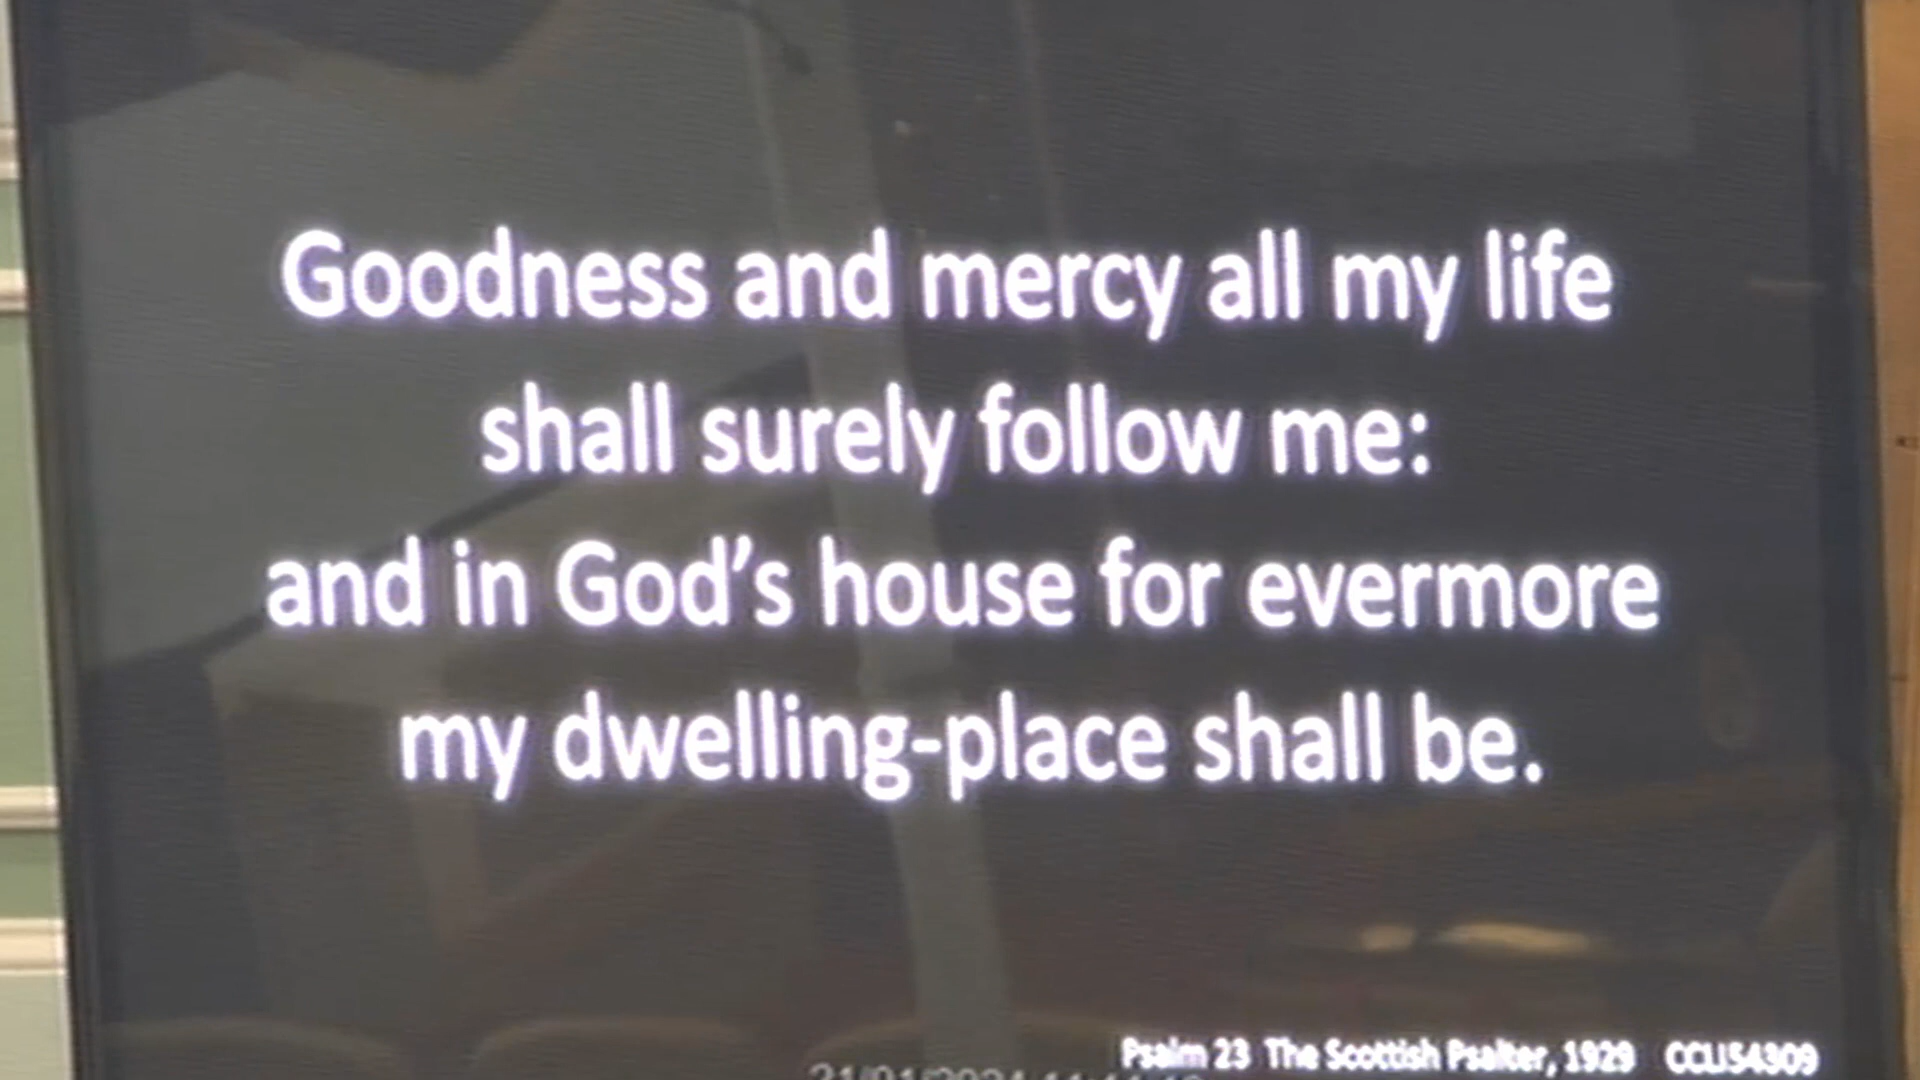 Goodness and mercy all my life
shall surely follow me:
and in God’s house for evermore
my dwelling-place shall be.
Psalm 23 The Scottish Psalter, 1929 CCLI54309